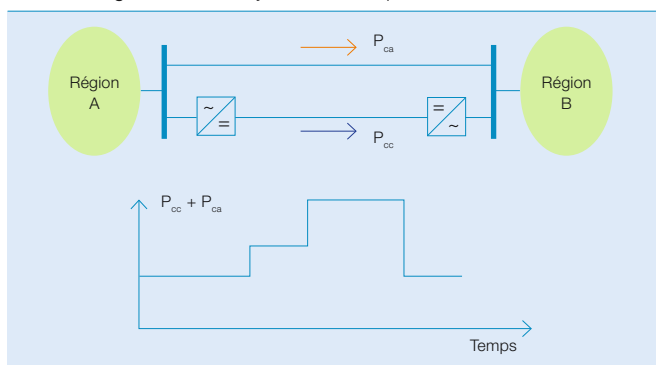 P_ca
Région
A
Région
B
~
=
=
~
P_cc
P_cc + P_ca
Temps